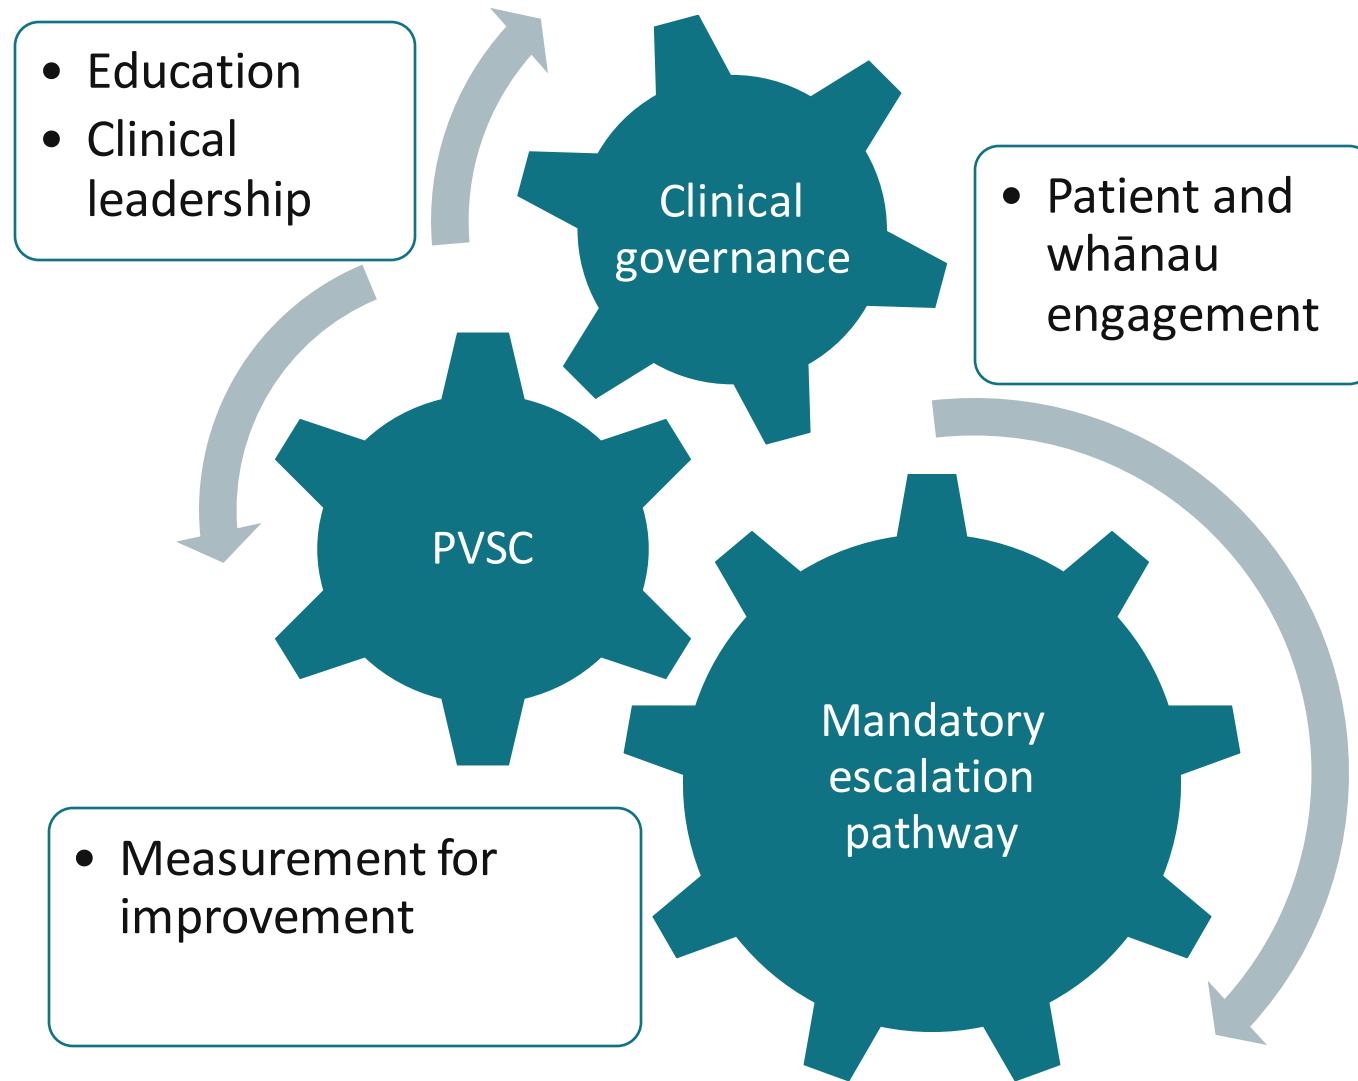 • Education
• Clinical
leadership
Clinical
governance
• Patient and
whānau
engagement
PVSC
Mandatory
escalation
pathway
• Measurement for
improvement